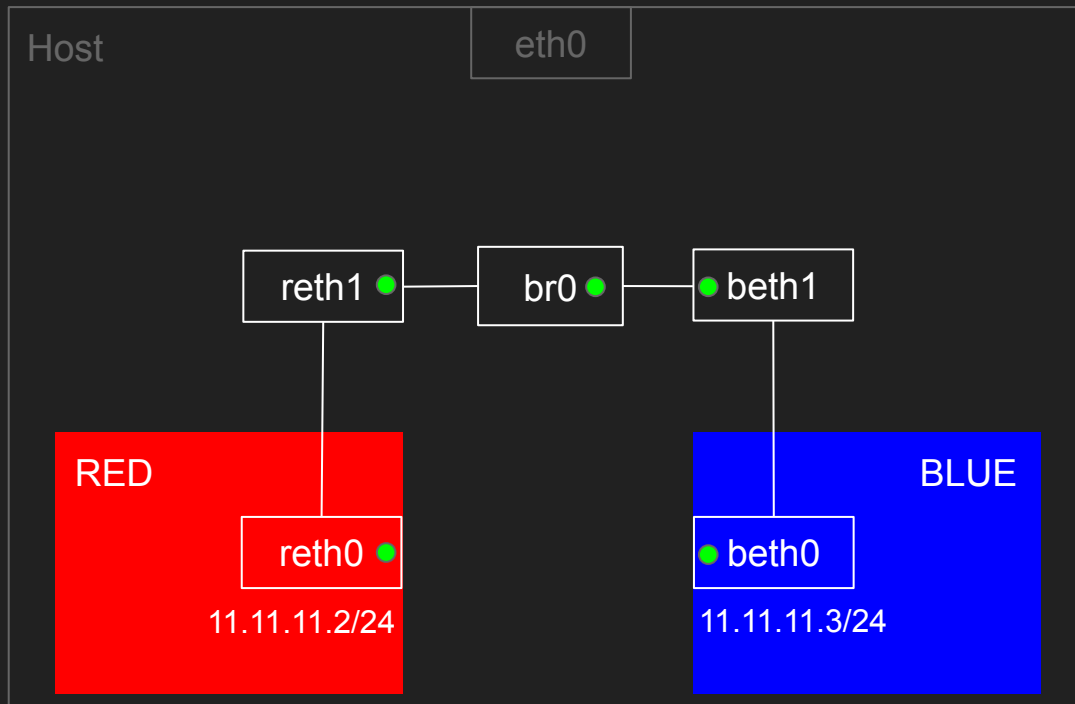 Host
eth0
reth1
br0
beth1
RED
BLUE
reth0
beth0
11.11.11.2/24
11.11.11.3/24